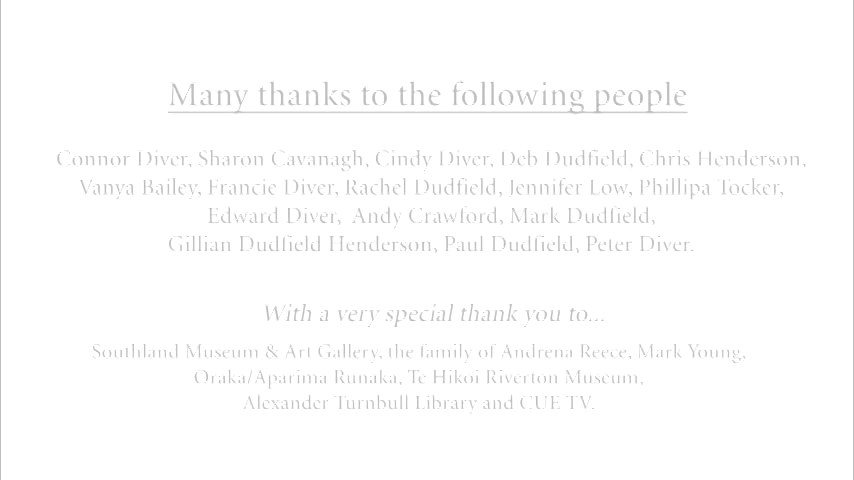 Many thanks to the following people
Connor Diver, Sharon Cavanagh, Cindy Diver, Deb Dudfield, Chris Henderson,
Vanya Bailey, Francie Diver, Rachel Dudfield, Jennifer Low, Phillipa Tocker,
Edward Diver, Andy Crawford, Mark Dudfield,
Gillian Dudfield Henderson, Paul Dudfield, Peter Diver.
With a very special thank you to...
Southland Museum & Art Gallery, the family of Andrena Reece, Mark Young,
Oraka/Aparima Runaka, Te Hikoi Riverton Museum,
Alexander Turnbull Library and CUE TV.